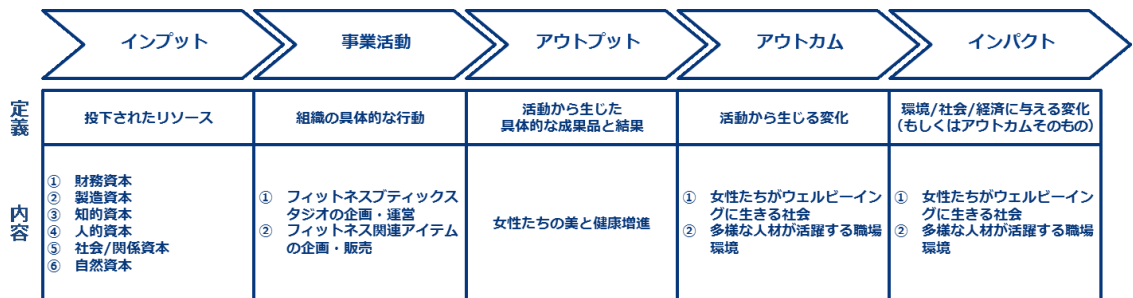 インプット
事業活動
アウトプット
アウトカム
インパクト
定義
投下されたリソース
組織の具体的な行動
活動から生じた
具体的な成果品と結果
活動から生じる変化
環境/社会/経済に与える変化
(もしくはアウトカムそのもの)
内容
① 財務資本
② 製造資本
③ 知的資本
④ 人的資本
⑤ 社会/関係資本
⑥ 自然資本
① フィットネスブティックス
タジオの企画・運営
② フィットネス関連アイテム
の企画・販売
女性たちの美と健康増進
① 女性たちがウェルビーイン
グに生きる社会
② 多様な人材が活躍する職場
環境
① 女性たちがウェルビーイン
グに生きる社会
② 多様な人材が活躍する職場
環境